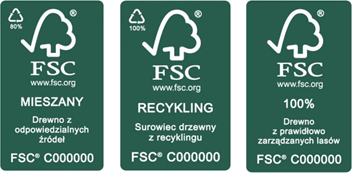 80%
FSC
www.fsc.org
MIESZANY
Drewno z
odpowiedzialnych
źródeł
FSC® C000000
100%
FSC
www.fsc.org
RECYKLING
Surowiec drzewny
z recyklingu
FSC® C000000
FSC
www.fsc.org
100%
Drewno
z prawidłowo
zarządzanych lasów
FSC® C000000